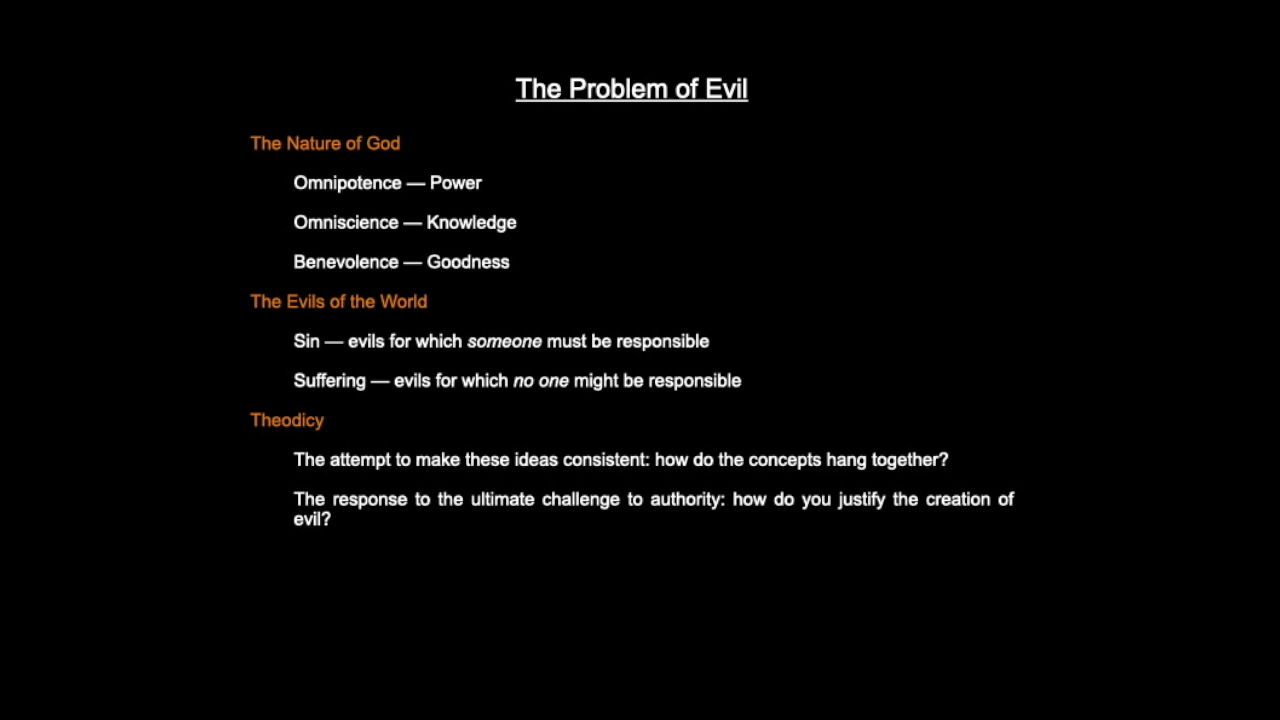 The Problem of Evil
The Nature of God
Omnipotence — Power
Omniscience — Knowledge
Benevolence — Goodness
The Evils of the World
Sin — evils for which someone must be responsible
Suffering — evils for which no one might be responsible
Theodicy
The attempt to make these ideas consistent: how do the concepts hang together?
The response to the ultimate challenge to authority: how do you justify the creation of
evil?